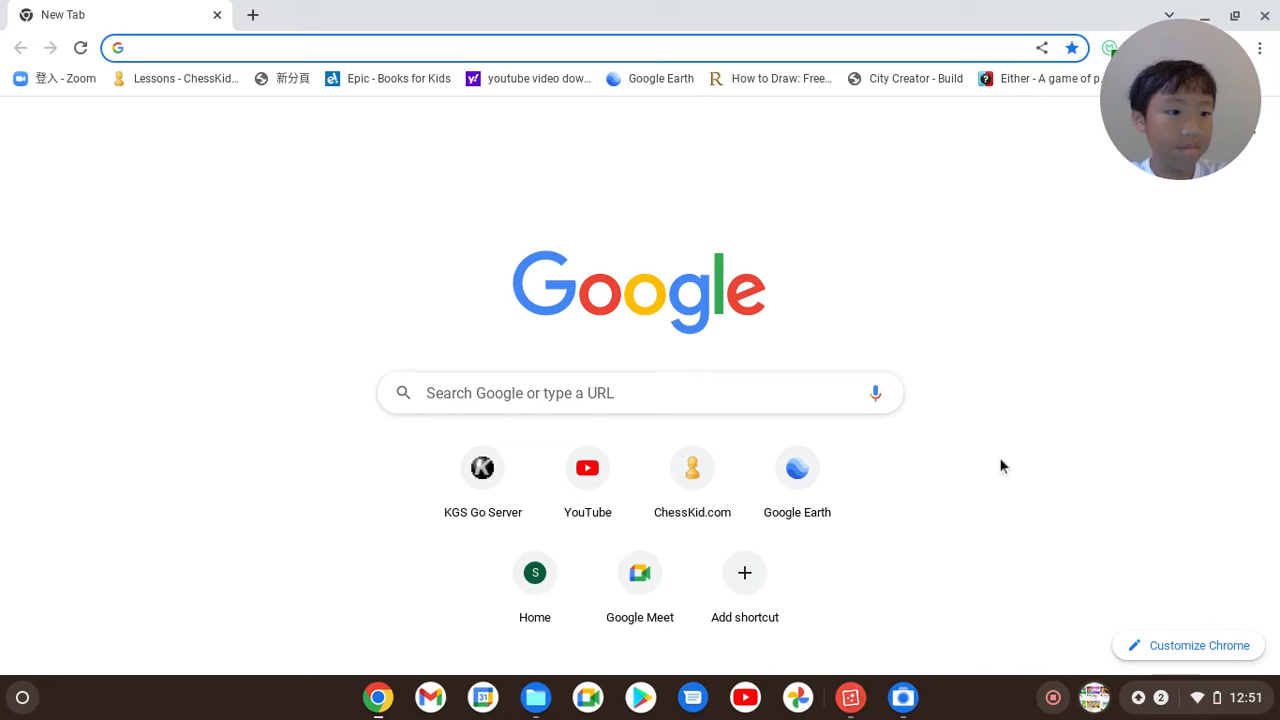 New Tab
登入 - Zoom
Lessons - ChessKid...
新分頁
Epic - Books for Kids
youtube video dow...
Google Earth
How to Draw: Free...
City Creator - Build
Either - A game of p...
Google
Search Google or type a URL
KGS Go Server
YouTube
ChessKid.com
Google Earth
S
Home
Google Meet
Add shortcut
Customize Chrome
31
2
12:51